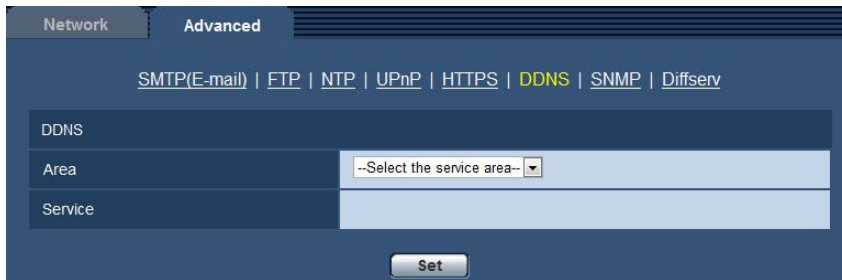 Network Advanced
SMTP(E-mail) | FTP | NTP | UPnP | HTTPS | DDNS | SNMP | Diffserv
DDNS
Area --Select the service area--
Service
Set